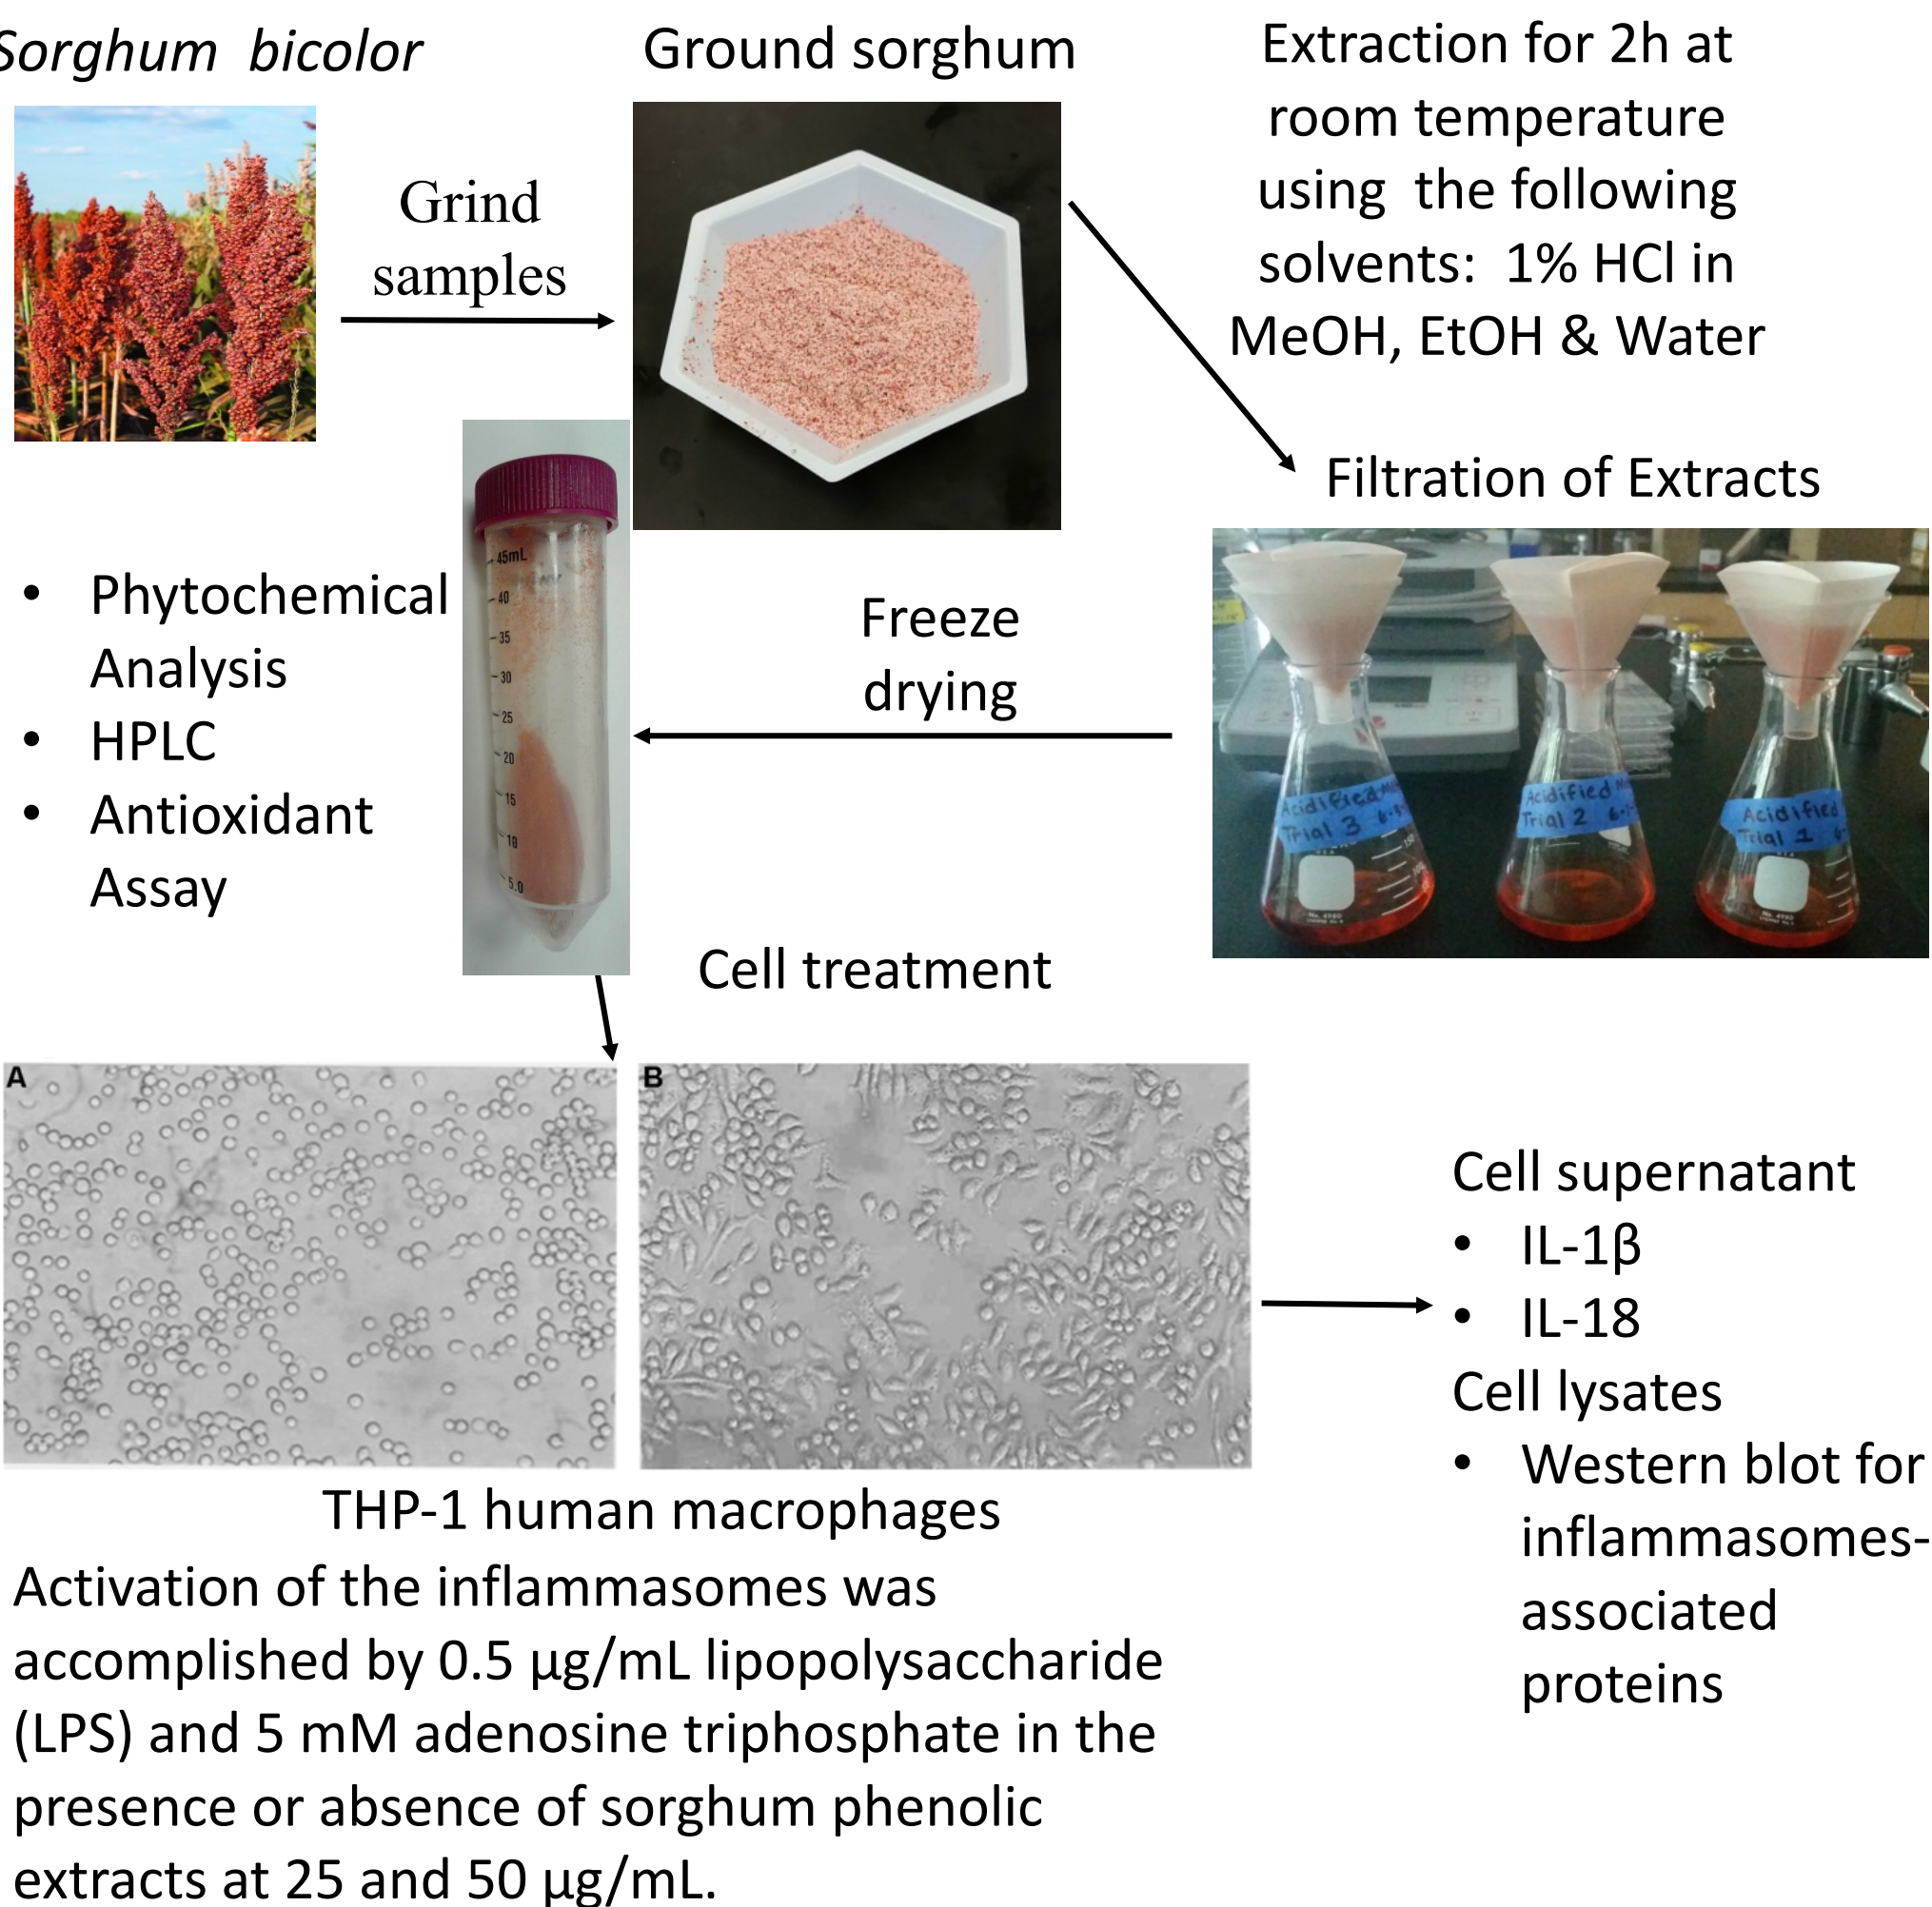 Sorghum bicolor
Ground sorghum
Extraction for 2h at
room temperature
using the following
solvents: 1% HCl in
MeOH, EtOH & Water
Grind
samples
Filtration of Extracts
Acidified
Trial 3
Acidified
Trial 2
Acidified
Trial 1
No. 4980
No. 4980
Freeze
drying
45mL
40
35
30
25
20
15
10
5.0
• Phytochemical
Analysis
• HPLC
• Antioxidant
Assay
Cell treatment
A
B
THP-1 human macrophages
Cell supernatant
• IL-1β
• IL-18
Cell lysates
• Western blot for
inflammasomes-
associated
proteins
Activation of the inflammasomes was
accomplished by 0.5 µg/mL lipopolysaccharide
(LPS) and 5 mM adenosine triphosphate in the
presence or absence of sorghum phenolic
extracts at 25 and 50 µg/mL.